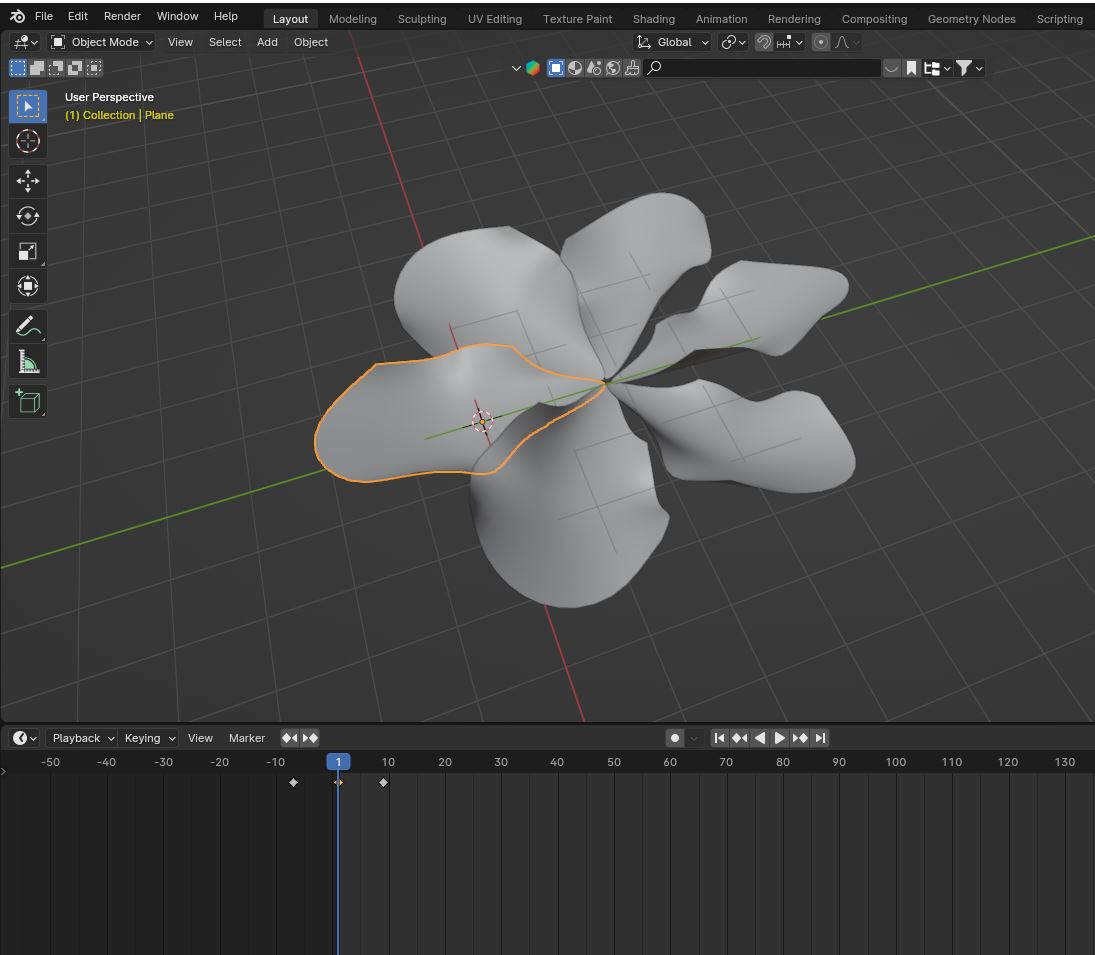 File Edit Render Window Help Layout Modeling Sculpting UV Editing Texture Paint Shading Animation Rendering Compositing Geometry Nodes Scripting
Object Mode View Select Add Object Global
User Perspective
(1) Collection | Plane
Playback Keying View Marker
-50 -40 -30 -20 -10 1 10 20 30 40 50 60 70 80 90 100 110 120 130